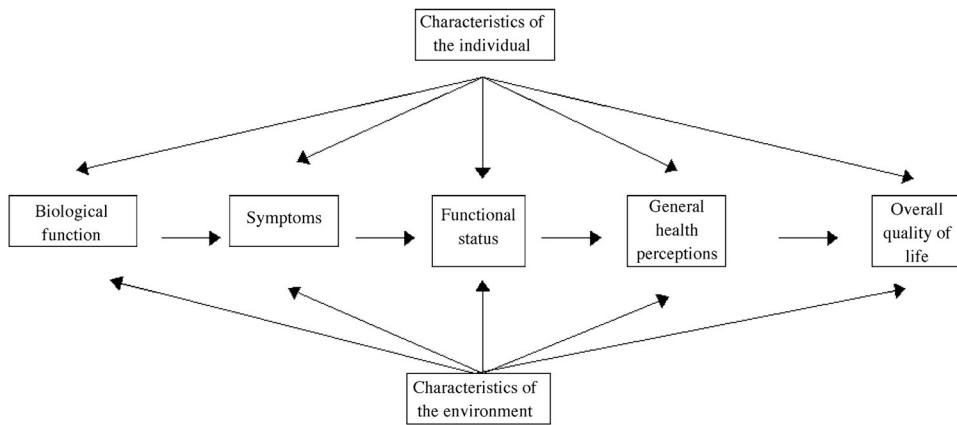 Characteristics of
the individual
Biological
function
Symptoms
Functional
status
General
health
perceptions
Overall
quality of
life
Characteristics of
the environment